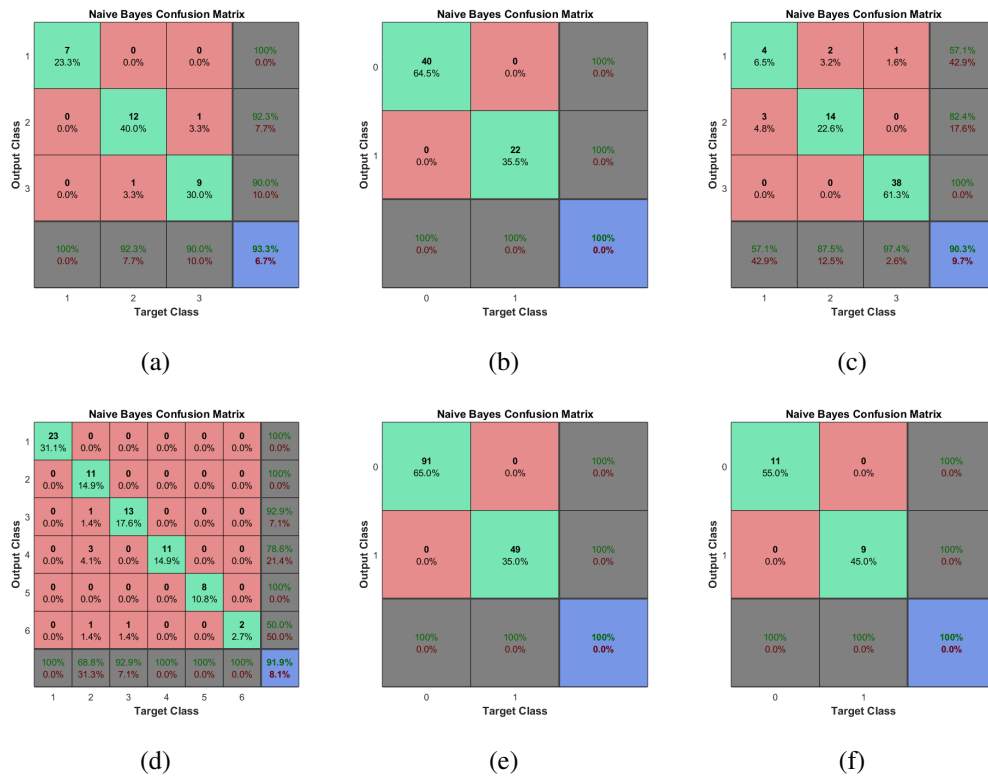 Naive Bayes Confusion Matrix
1 7 0 0 100%
23.3% 0.0% 0.0% 0.0%
2 0 12 1 92.3%
0.0% 40.0% 3.3% 7.7%
3 0 1 9 90.0%
0.0% 3.3% 30.0% 10.0%
100% 92.3% 90.0% 93.3%
0.0% 7.7% 10.0% 6.7%
1 2 3
Output Class
Target Class
(a)
Naive Bayes Confusion Matrix
0 40 0 100%
64.5% 0.0% 0.0%
1 0 22 100%
0.0% 35.5% 0.0%
100% 100% 100%
0.0% 0.0% 0.0%
0 1
Output Class
Target Class
(b)
Naive Bayes Confusion Matrix
1 4 2 1 57.1%
6.5% 3.2% 1.6% 42.9%
2 3 14 0 82.4%
4.8% 22.6% 0.0% 17.6%
3 0 0 38 100%
0.0% 0.0% 61.3% 0.0%
57.1% 87.5% 97.4% 90.3%
42.9% 12.5% 2.6% 9.7%
1 2 3
Output Class
Target Class
(c)
Naive Bayes Confusion Matrix
1 23 0 0 0 0 0 100%
31.1% 0.0% 0.0% 0.0% 0.0% 0.0% 0.0%
2 0 11 0 0 0 0 100%
0.0% 14.9% 0.0% 0.0% 0.0% 0.0% 0.0%
3 0 1 13 0 0 0 92.9%
0.0% 1.4% 17.6% 0.0% 0.0% 0.0% 7.1%
4 0 3 0 11 0 0 78.6%
0.0% 4.1% 0.0% 14.9% 0.0% 0.0% 21.4%
5 0 0 0 0 8 0 100%
0.0% 0.0% 0.0% 0.0% 10.8% 0.0% 0.0%
6 0 1 1 0 0 2 50.0%
0.0% 1.4% 1.4% 0.0% 0.0% 2.7% 50.0%
100% 68.8% 92.9% 100% 100% 100% 91.9%
0.0% 31.3% 7.1% 0.0% 0.0% 0.0% 8.1%
1 2 3 4 5 6
Output Class
Target Class
(d)
Naive Bayes Confusion Matrix
0 91 0 100%
65.0% 0.0% 0.0%
1 0 49 100%
0.0% 35.0% 0.0%
100% 100% 100%
0.0% 0.0% 0.0%
0 1
Output Class
Target Class
(e)
Naive Bayes Confusion Matrix
0 11 0 100%
55.0% 0.0% 0.0%
1 0 9 100%
0.0% 45.0% 0.0%
100% 100% 100%
0.0% 0.0% 0.0%
0 1
Output Class
Target Class
(f)